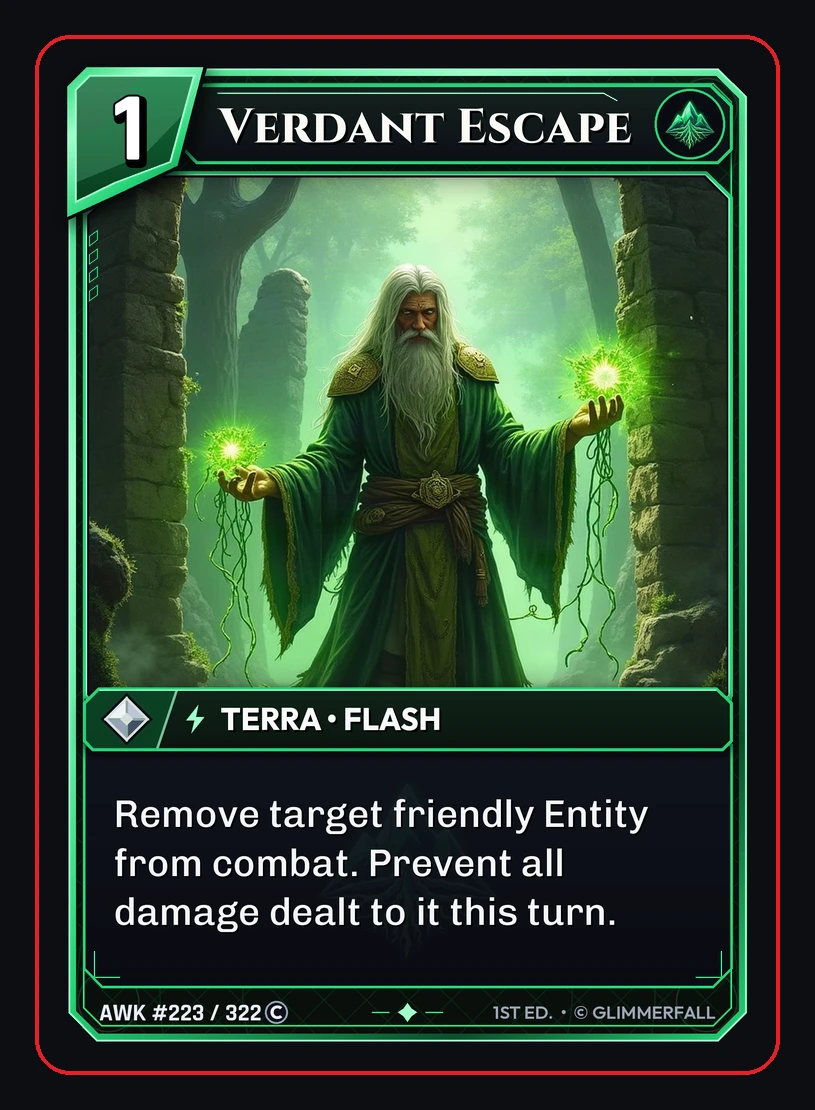 1
VERDANT ESCAPE
TERRA • FLASH
Remove target friendly Entity
from combat. Prevent all
damage dealt to it this turn.
AWK #223 / 322 C
1ST ED. • © GLIMMERFALL